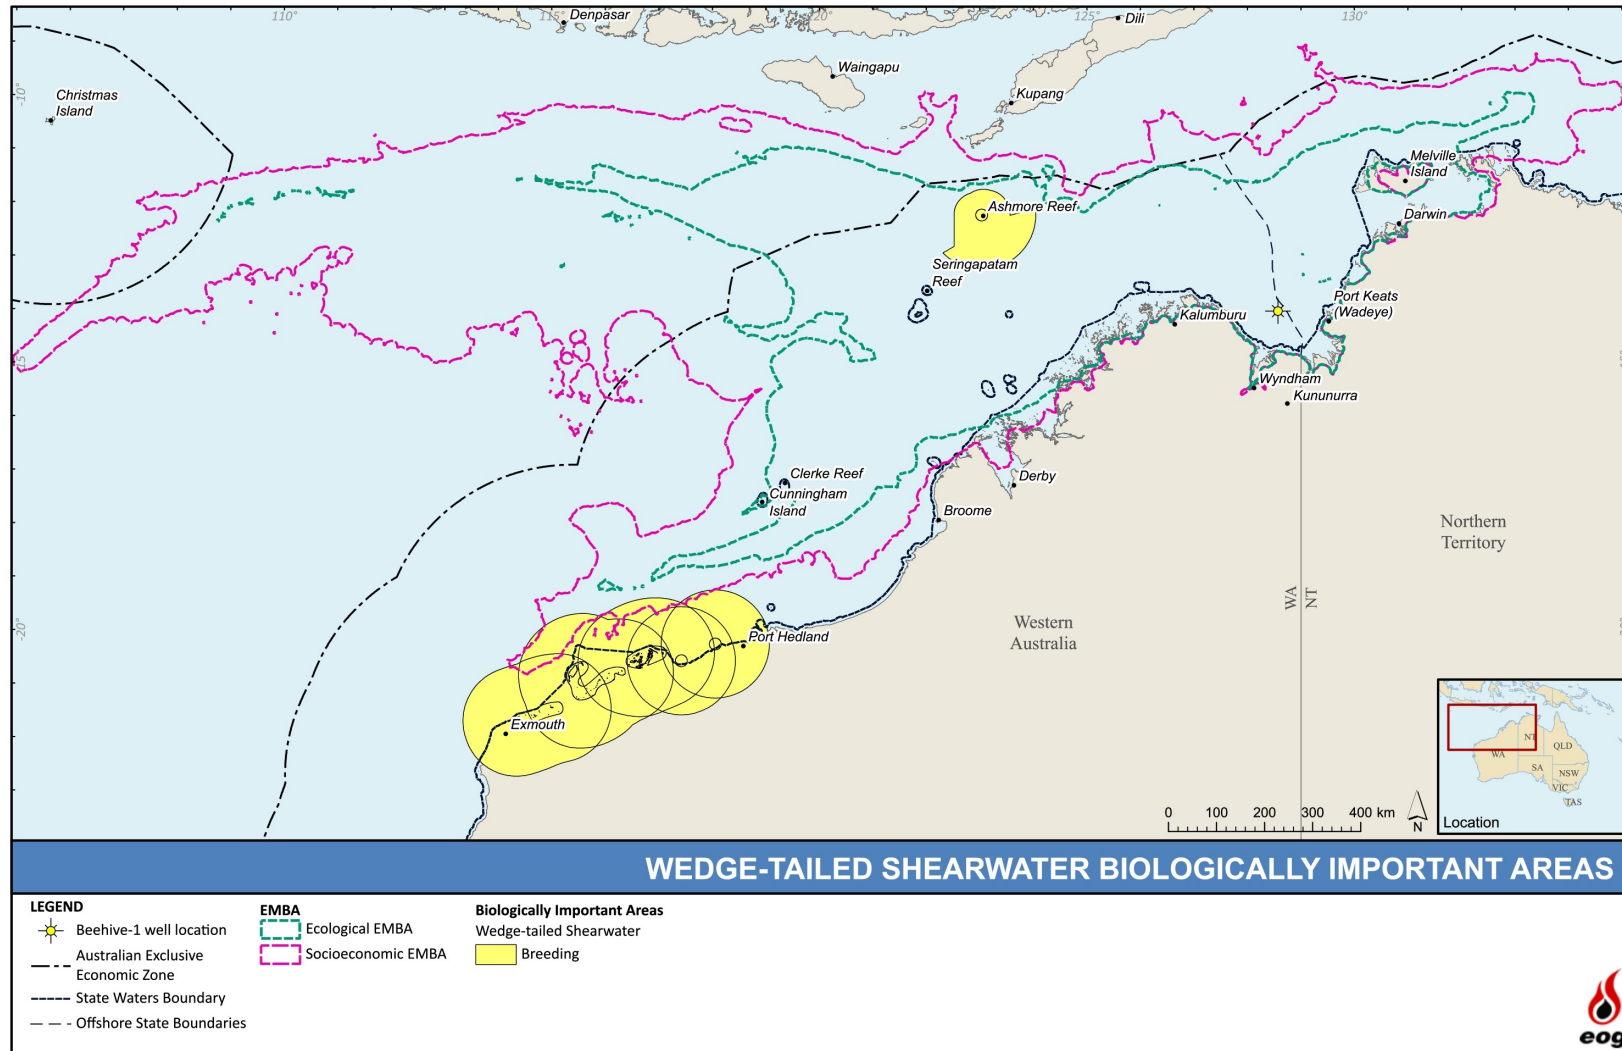 110°
115°
120°
125°
130°
Denpasar
Dili
Waingapu
-10°
Christmas
Island
Kupang
Melville
Island
Ashmore Reef
Darwin
Seringapatam
Reef
Port Keats
(Wadeye)
Kalumburu
Wyndham
Kununurra
Clerke Reef
Cunningham
Island
Derby
Broome
Northern
Territory
WA
NT
-20°
Port Hedland
Western
Australia
Exmouth
0 100 200 300 400 km
N
NT
QLD
WA
SA
NSW
VIC
TAS
Location
WEDGE-TAILED SHEARWATER BIOLOGICALLY IMPORTANT AREAS
LEGEND
Beehive-1 well location
Australian Exclusive
Economic Zone
State Waters Boundary
Offshore State Boundaries
EMBA
Ecological EMBA
Socioeconomic EMBA
Biologically Important Areas
Wedge-tailed Shearwater
Breeding
eog